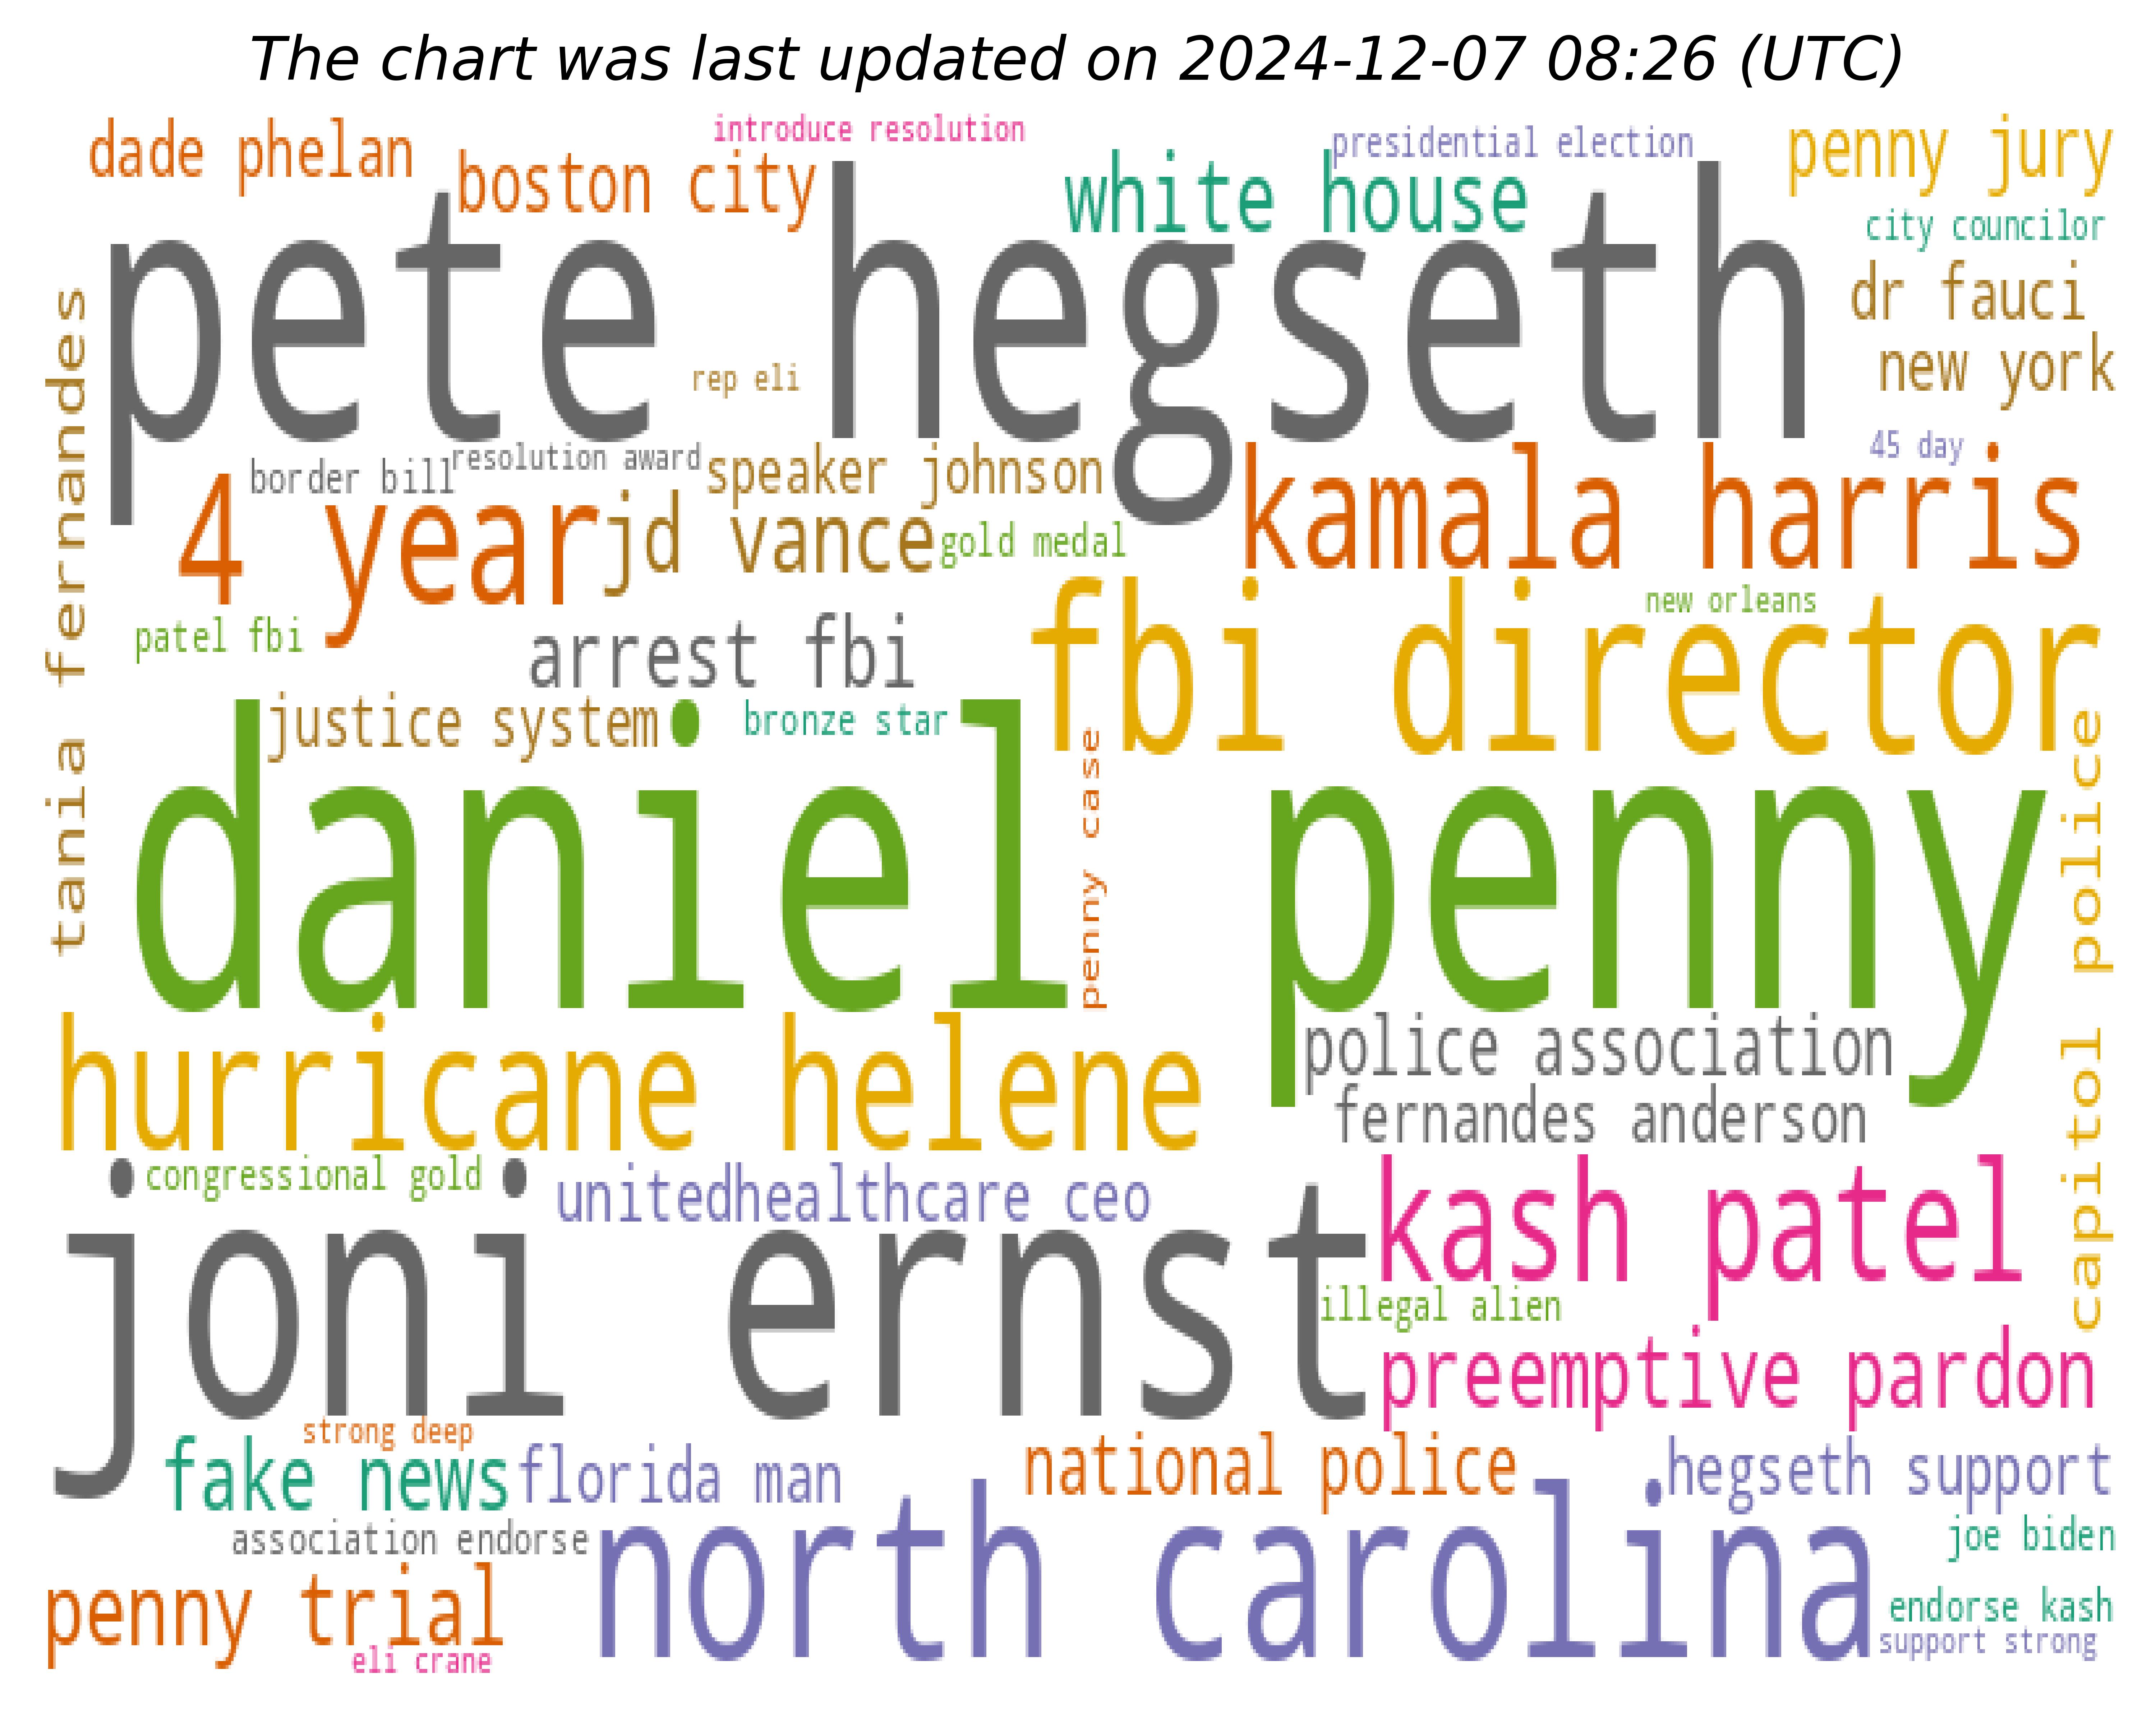 The chart was last updated on 2024-12-07 08:26 (UTC)
introduce resolution
dade phelan
boston city
white house
presidential election
penny jury
city councilor
pete hegseth
dr fauci
new york
rep eli
tania fernandes
border bill
resolution award
speaker johnson
45 day
4 year
jd vance
gold medal
kamala harris
patel fbi
arrest fbi
fbi director
new orleans
justice system
bronze star
daniel penny
penny case
capitol police
hurricane helene
police association
fernandes anderson
congressional gold
unitedhealthcare ceo
kash patel
joni ernst
illegal alien
preemptive pardon
strong deep
fake news
florida man
national police
hegseth support
association endorse
north carolina
joe biden
penny trial
endorse kash
support strong
eli crane